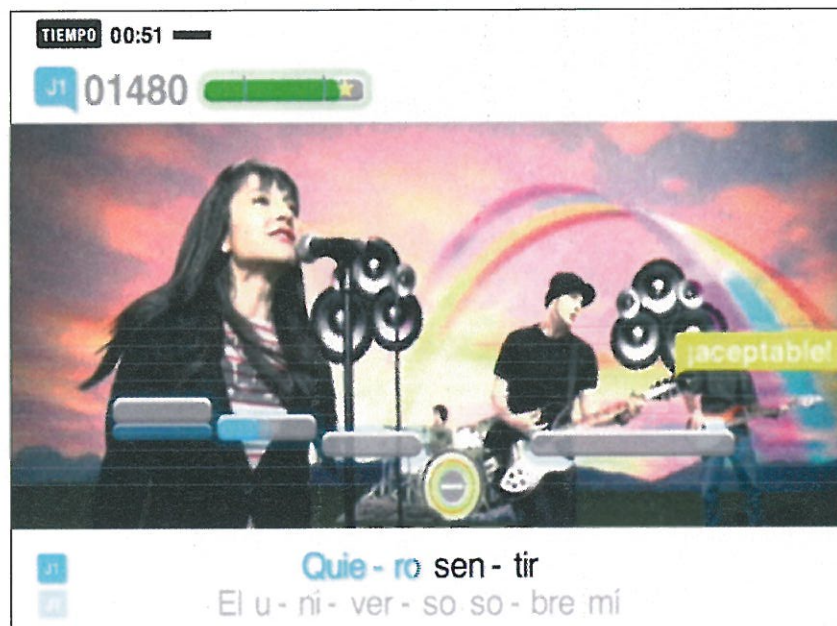 TIEMPO 00:51
J1 01480
¡aceptable!
J1 Quie - ro sen - tir
El u - ni - ver - so so - bre mí